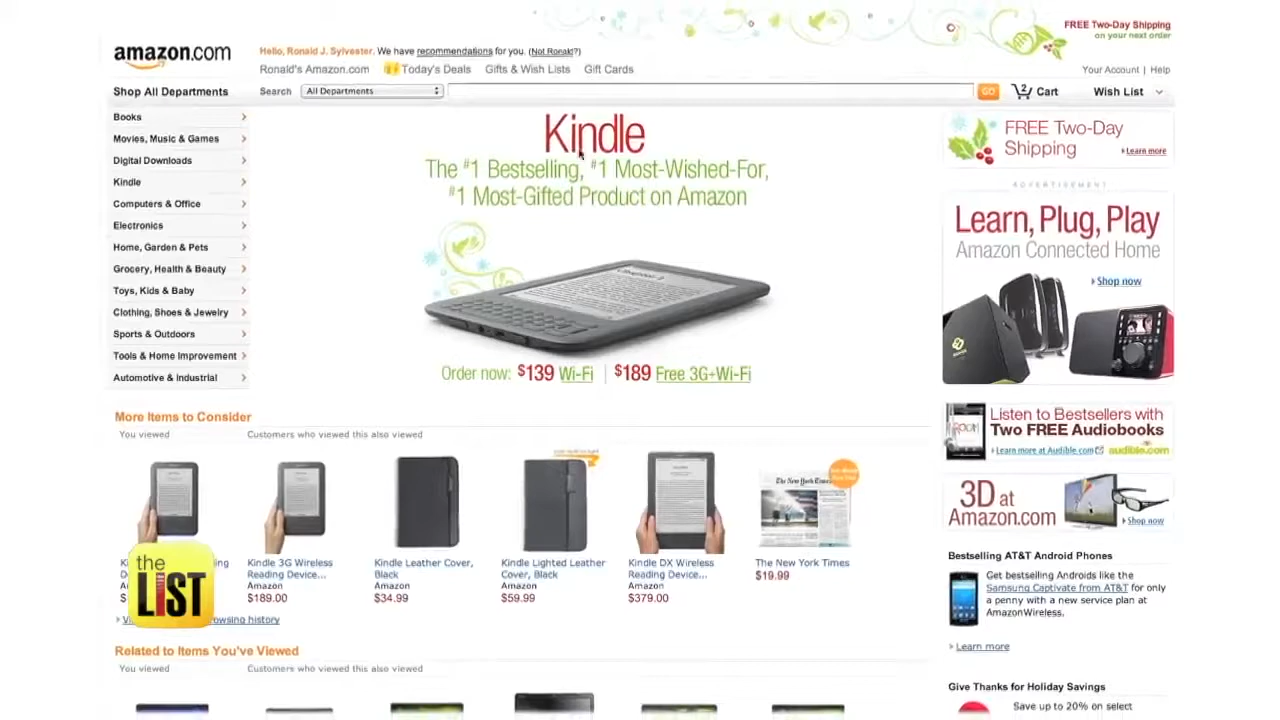 FREE Two-Day Shipping
on your next order
amazon.com
Hello, Ronald J. Sylvester. We have recommendations for you. (Not Ronald?)
Ronald's Amazon.com
Today's Deals
Gifts & Wish Lists
Gift Cards
Your Account | Help
Shop All Departments
Search
All Departments
GO
2
Cart
Wish List
Books
Movies, Music & Games
Digital Downloads
Kindle
Computers & Office
Electronics
Home, Garden & Pets
Grocery, Health & Beauty
Toys, Kids & Baby
Clothing, Shoes & Jewelry
Sports & Outdoors
Tools & Home Improvement
Automotive & Industrial
Kindle
The #1 Bestselling, #1 Most-Wished-For,
#1 Most-Gifted Product on Amazon
Chapter 1
Order now: $139 Wi-Fi | $189 Free 3G+Wi-Fi
FREE Two-Day
Shipping
Learn more
ADVERTISEMENT
Learn, Plug, Play
Amazon Connected Home
Shop now
Listen to Bestsellers with
Two FREE Audiobooks
Learn more at Audible.com
audible.com
3D at
Amazon.com
Shop now
Bestselling AT&T Android Phones
Get bestselling Androids like the
Samsung Captivate from AT&T for only
a penny with a new service plan at
AmazonWireless.
Learn more
Give Thanks for Holiday Savings
Save up to 20% on select
More Items to Consider
You viewed
Customers who viewed this also viewed
The New York Times
Kindle 3G Wireless
Reading Device...
Amazon
$189.00
Kindle Leather Cover,
Black
Amazon
$34.99
Kindle Lighted Leather
Cover, Black
Amazon
$59.99
Kindle DX Wireless
Reading Device...
Amazon
$379.00
The New York Times
$19.99
the
LIST
browsing history
Related to Items You've Viewed
You viewed
Customers who viewed this also viewed